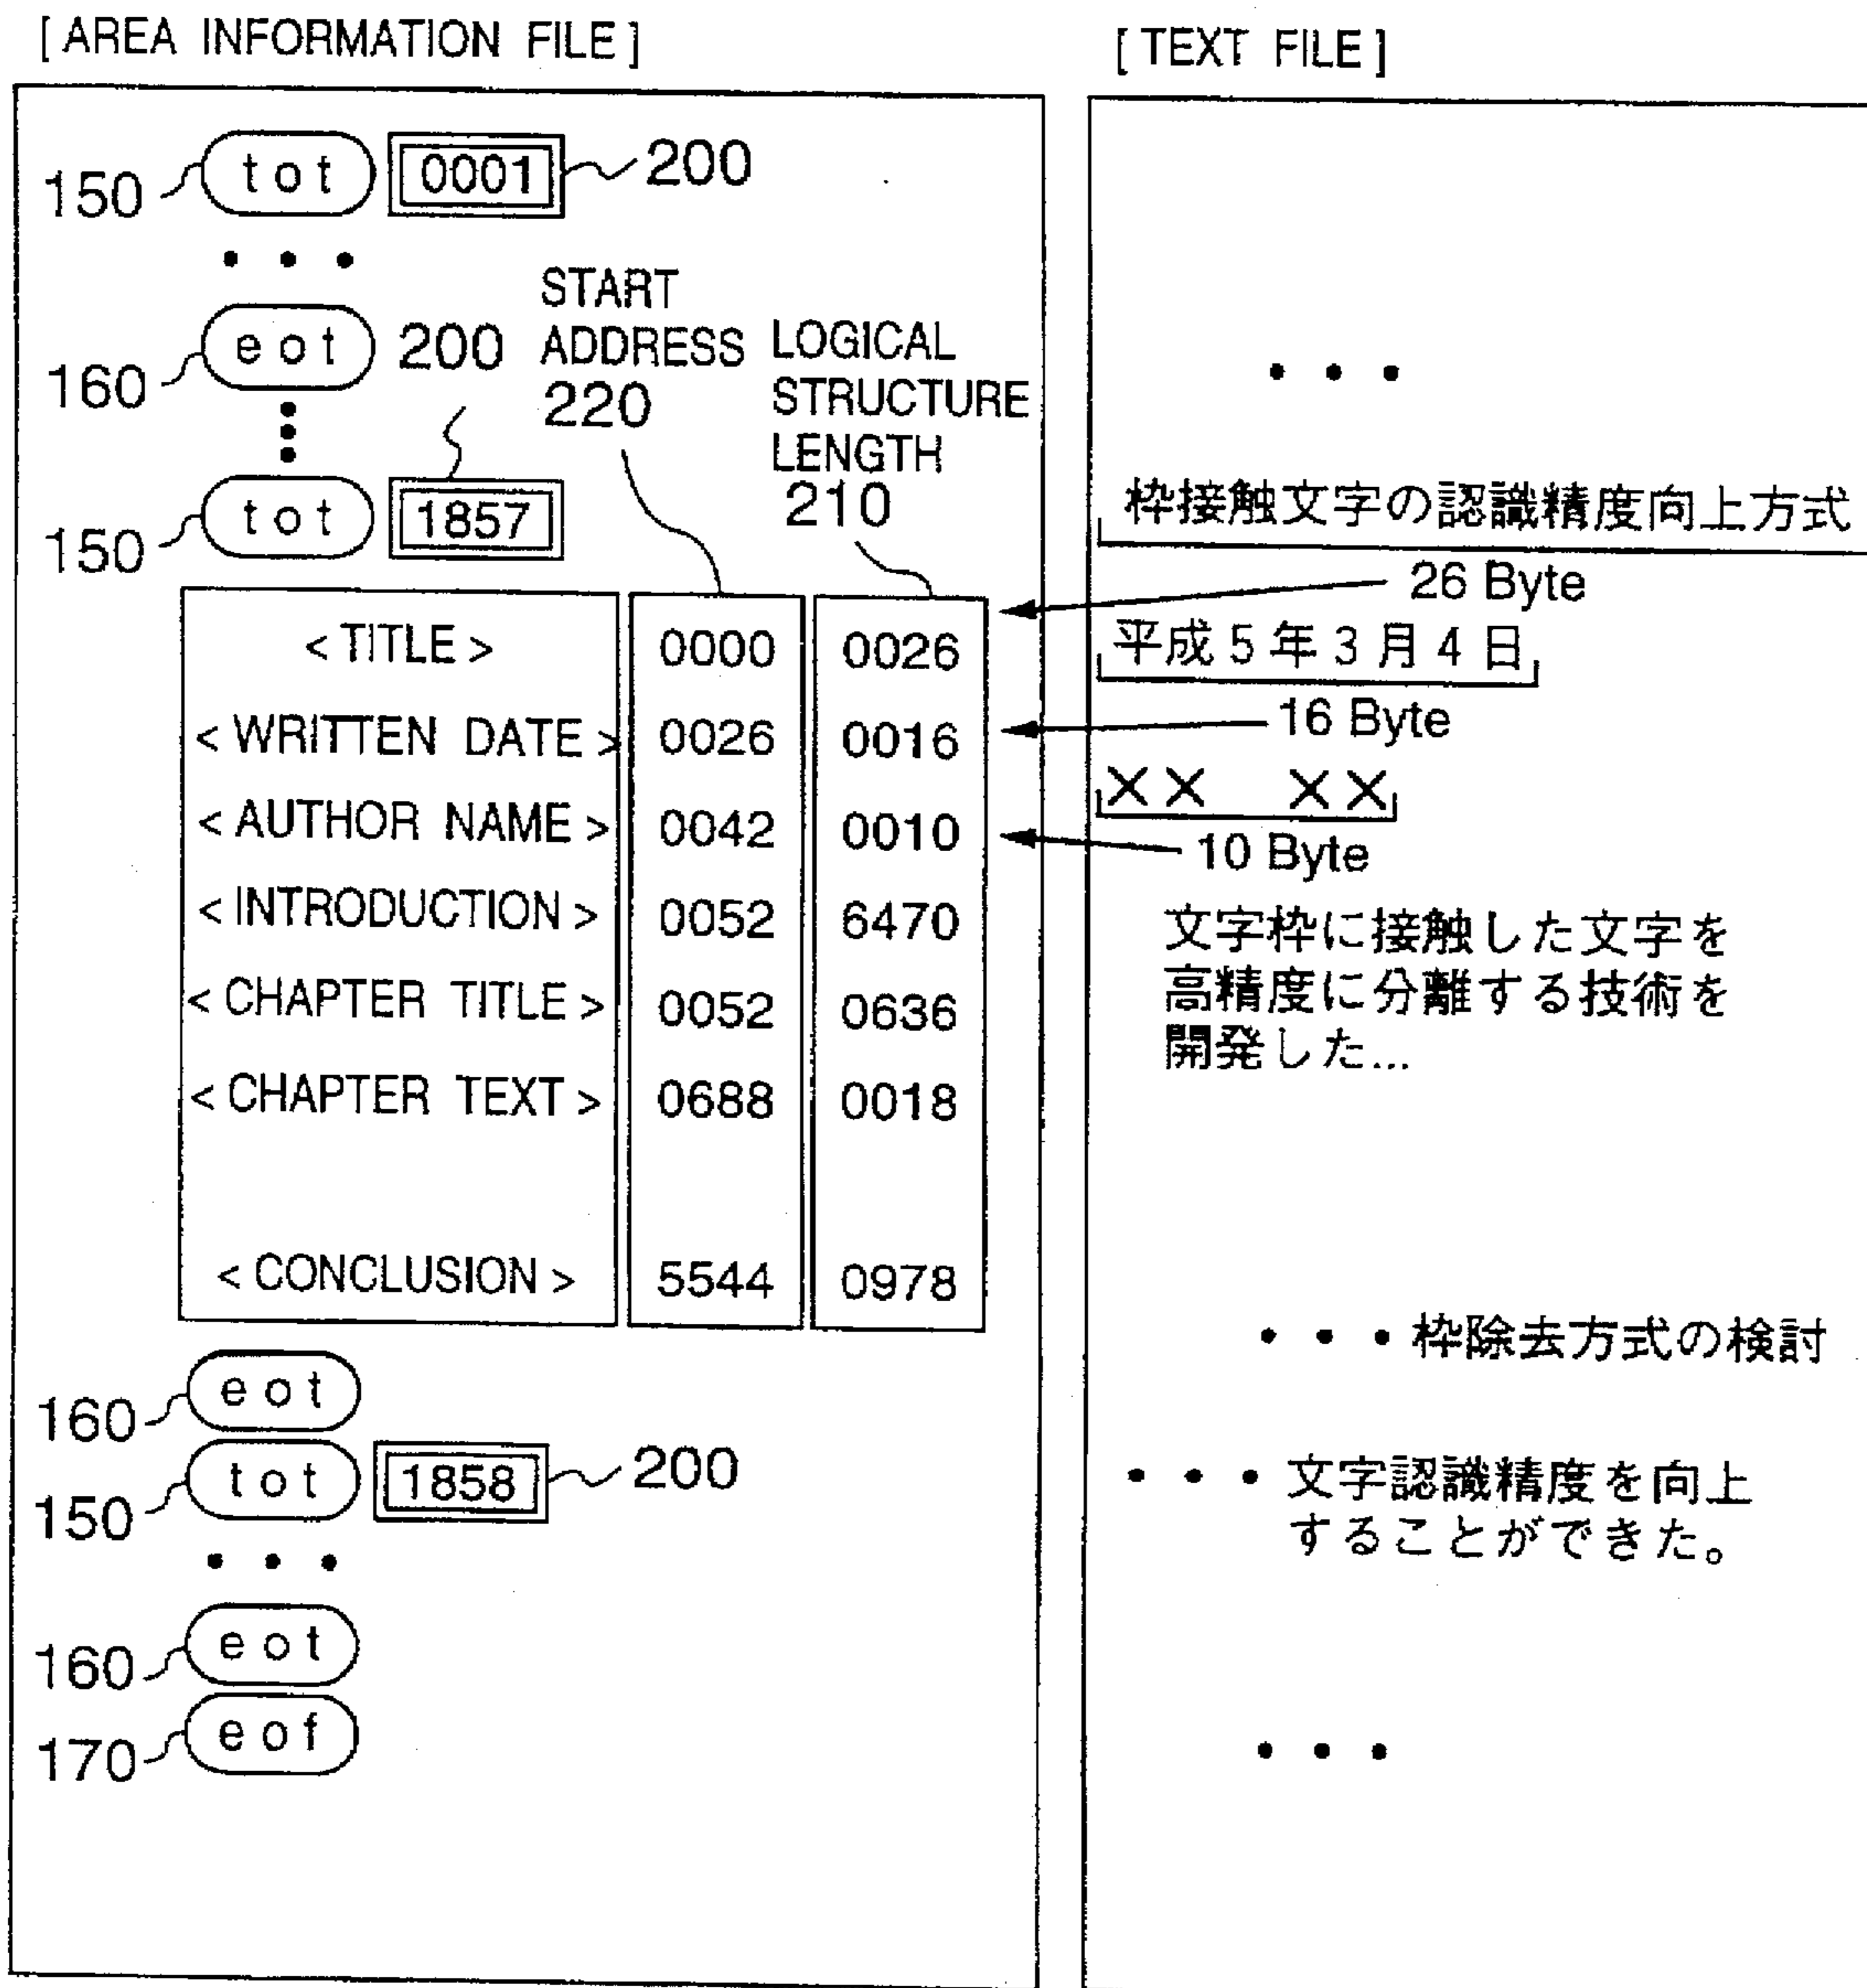 [ AREA INFORMATION FILE ]
[ TEXT FILE ]
150 tot 0001 200
• • •
160 eot 200
START ADDRESS 220
LOGICAL STRUCTURE LENGTH 210
150 tot 1857
< TITLE > 0000 0026
< WRITTEN DATE > 0026 0016
< AUTHOR NAME > 0042 0010
< INTRODUCTION > 0052 6470
< CHAPTER TITLE > 0052 0636
< CHAPTER TEXT > 0688 0018
< CONCLUSION > 5544 0978
160 eot
150 tot 1858 200
• • •
160 eot
170 eof
• • •
枠接触文字の認識精度向上方式
26 Byte
平成5年3月4日
16 Byte
×× ××
10 Byte
文字枠に接触した文字を
高精度に分離する技術を
開発した...
• • • 枠除去方式の検討
• • • 文字認識精度を向上
することができた。
• • •